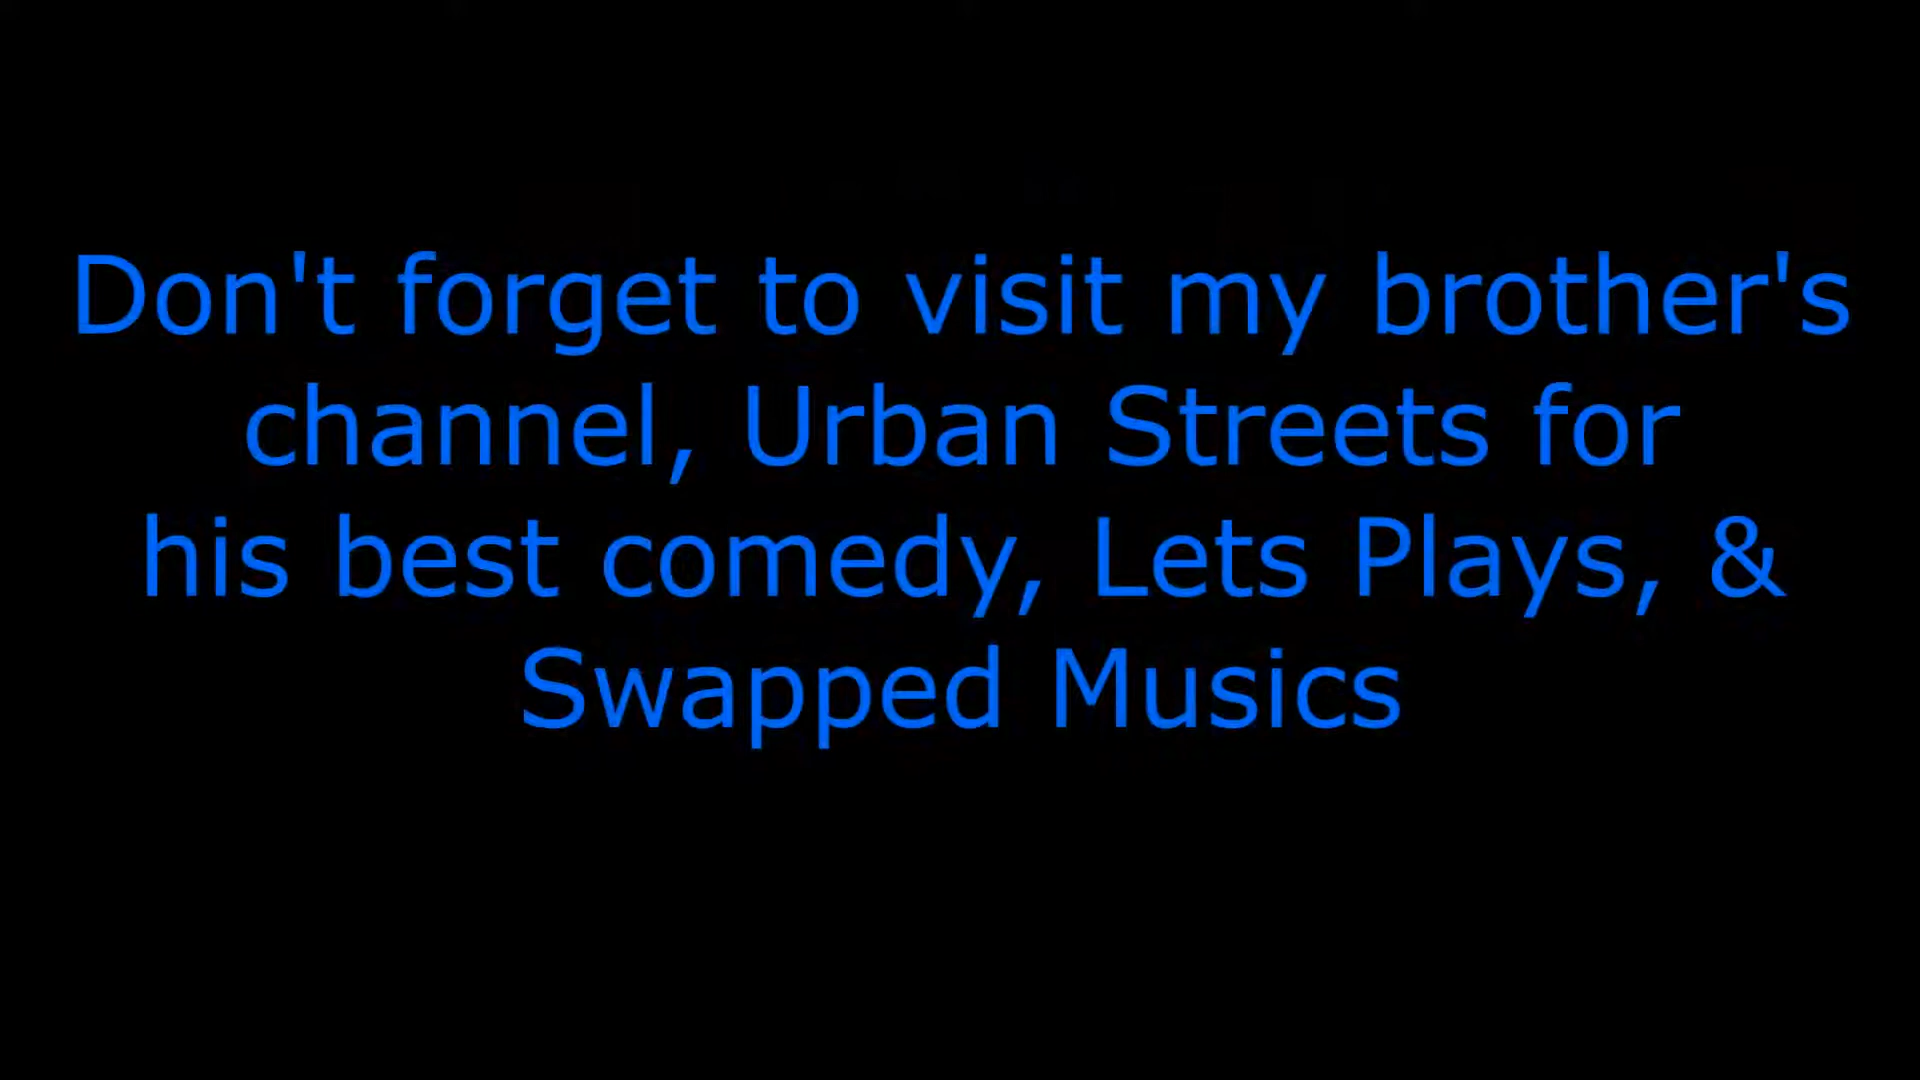 Don't forget to visit my brother's
channel, Urban Streets for
his best comedy, Lets Plays, &
Swapped Musics